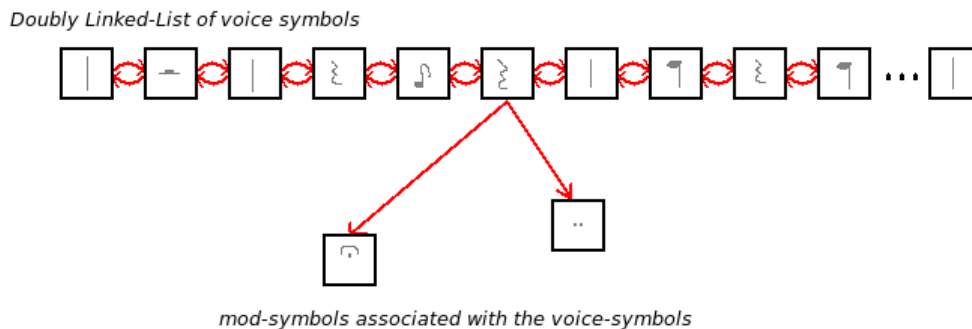 Doubly Linked-List of voice symbols
mod-symbols associated with the voice-symbols